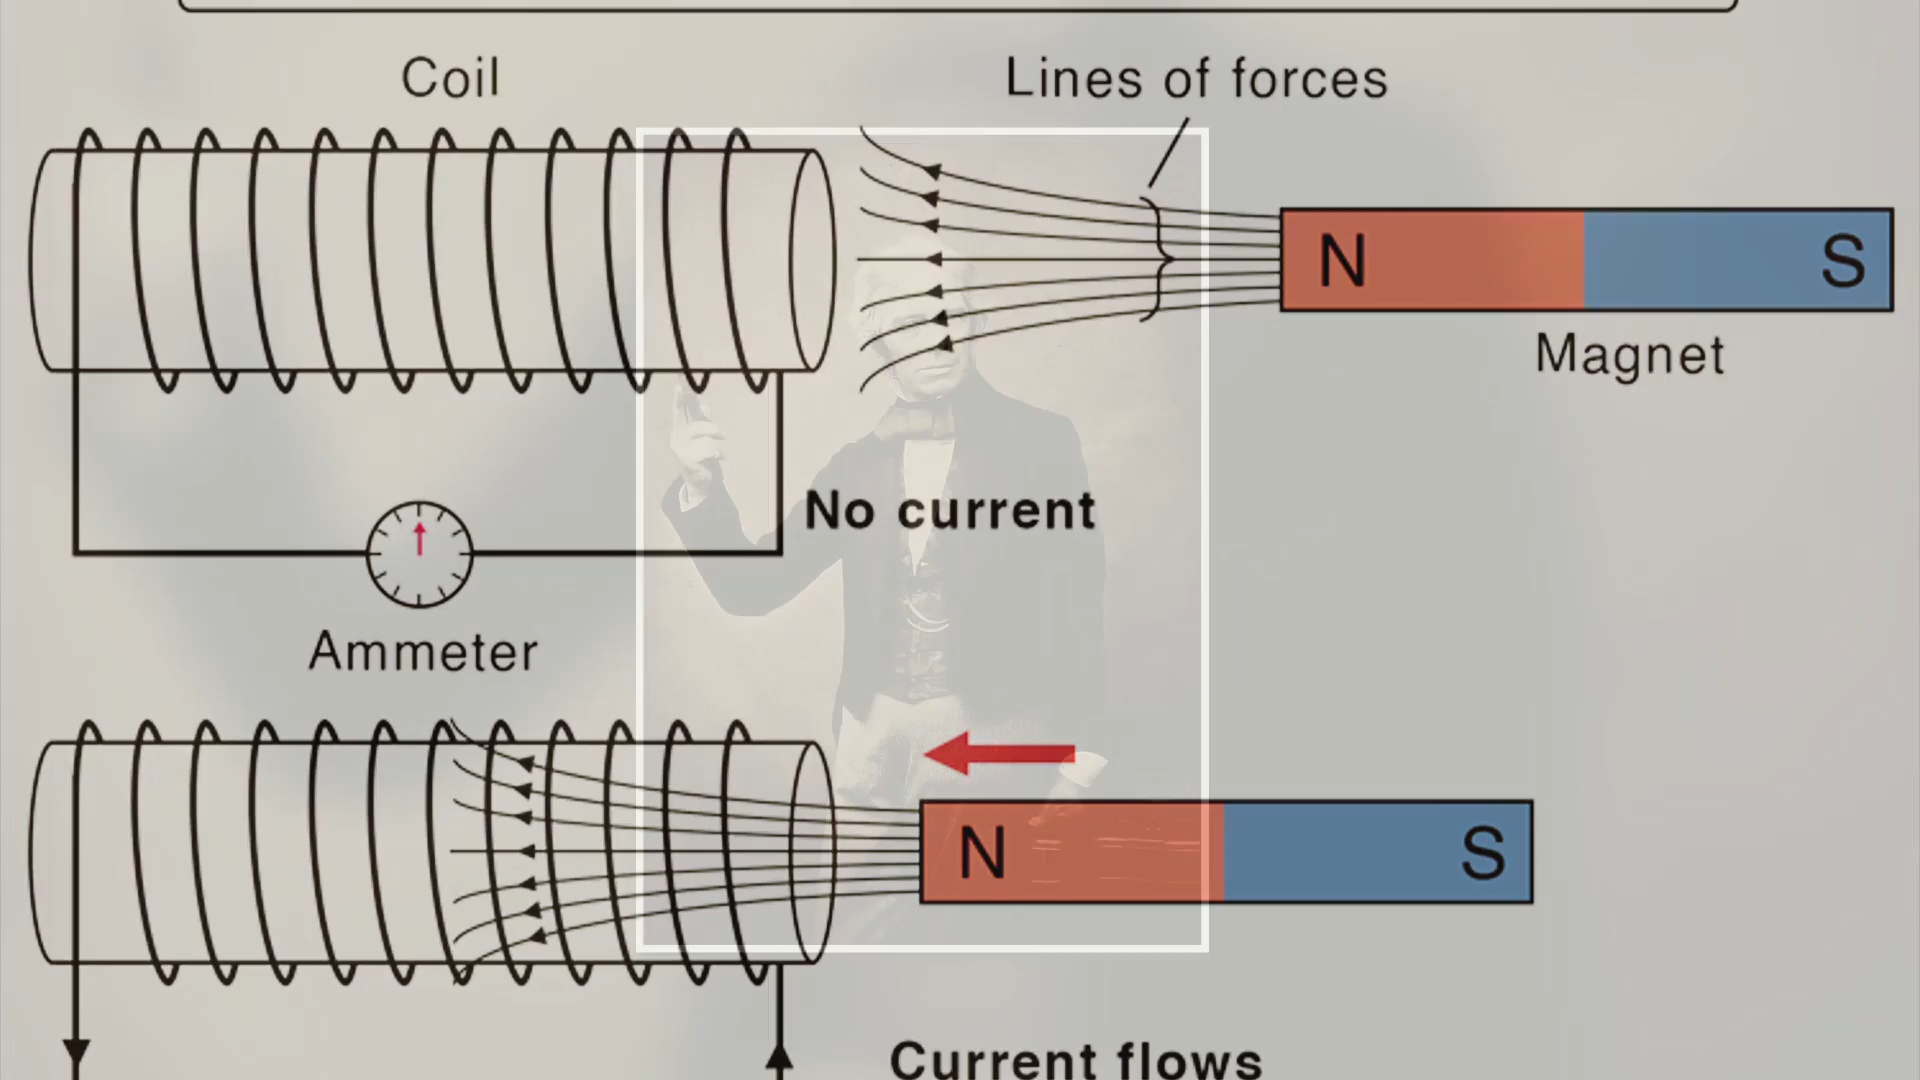 Coil
Lines of forces
N
S
Magnet
No current
Ammeter
N
S
Current flows